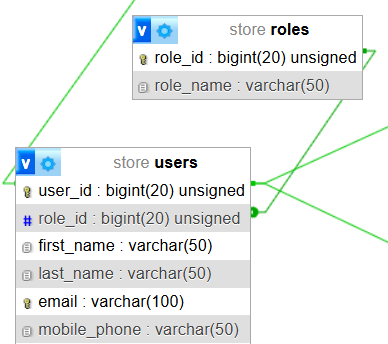 v store roles
role_id : bigint(20) unsigned
role_name : varchar(50)
v store users
user_id : bigint(20) unsigned
# role_id : bigint(20) unsigned
first_name : varchar(50)
last_name : varchar(50)
email : varchar(100)
mobile_phone : varchar(50)